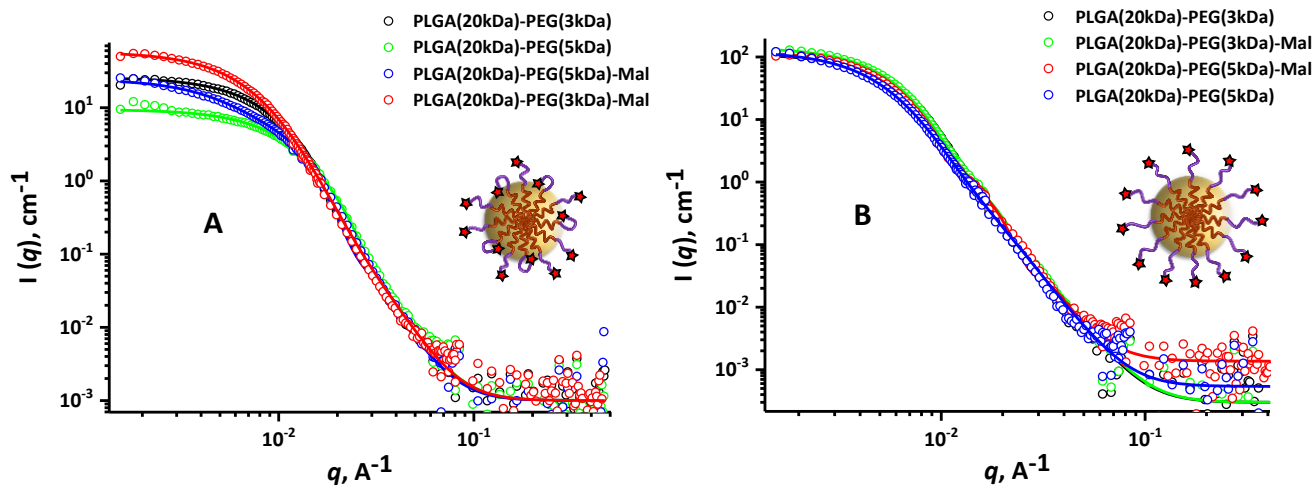 PLGA(20kDa)-PEG(3kDa)
PLGA(20kDa)-PEG(5kDa)
PLGA(20kDa)-PEG(5kDa)-Mal
PLGA(20kDa)-PEG(3kDa)-Mal
10^1
10^0
10^-1
10^-2
10^-3
I (q), cm^-1
A
10^-2
10^-1
q, A^-1
PLGA(20kDa)-PEG(3kDa)
PLGA(20kDa)-PEG(3kDa)-Mal
PLGA(20kDa)-PEG(5kDa)-Mal
PLGA(20kDa)-PEG(5kDa)
10^2
10^1
10^0
10^-1
10^-2
10^-3
I (q), cm^-1
B
10^-2
10^-1
q, A^-1